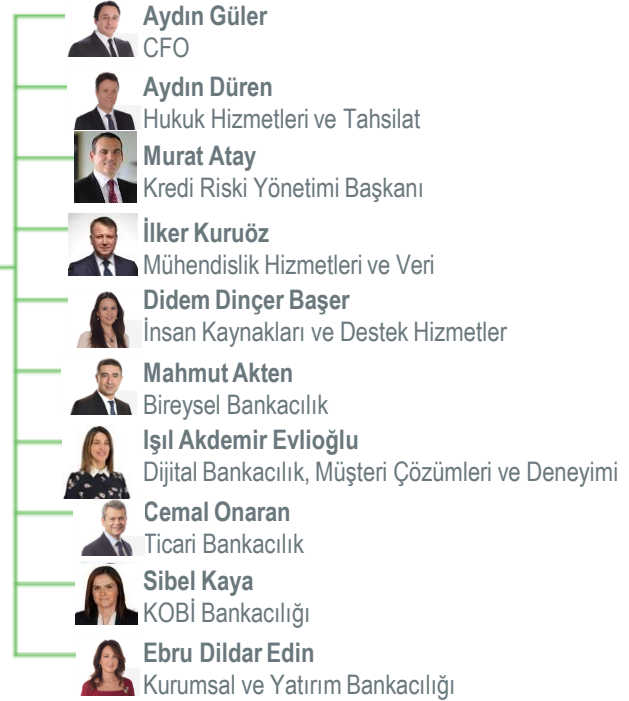 Aydın Güler
CFO
Aydın Düren
Hukuk Hizmetleri ve Tahsilat
Murat Atay
Kredi Riski Yönetimi Başkanı
İlker Kuruöz
Mühendislik Hizmetleri ve Veri
Didem Dinçer Başer
İnsan Kaynakları ve Destek Hizmetler
Mahmut Akten
Bireysel Bankacılık
Işıl Akdemir Evlioğlu
Dijital Bankacılık, Müşteri Çözümleri ve Deneyimi
Cemal Onaran
Ticari Bankacılık
Sibel Kaya
KOBİ Bankacılığı
Ebru Dildar Edin
Kurumsal ve Yatırım Bankacılığı